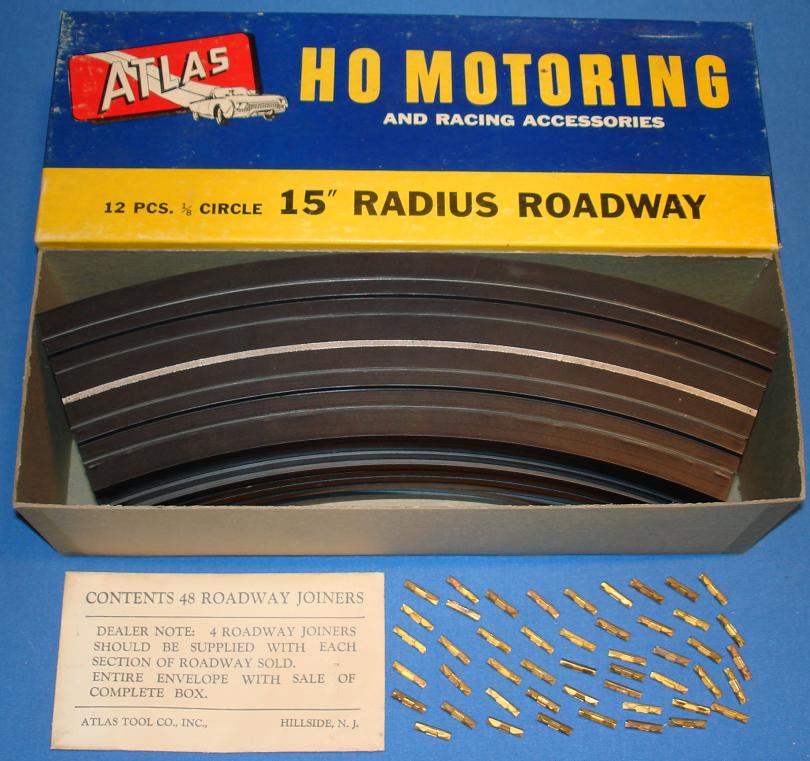 ATLAS
HO MOTORING
AND RACING ACCESSORIES
12 PCS. ⅛ CIRCLE 15" RADIUS ROADWAY
CONTENTS 48 ROADWAY JOINERS
DEALER NOTE: 4 ROADWAY JOINERS
SHOULD BE SUPPLIED WITH EACH
SECTION OF ROADWAY SOLD.
ENTIRE ENVELOPE WITH SALE OF
COMPLETE BOX.
ATLAS TOOL CO., INC., HILLSIDE, N. J.